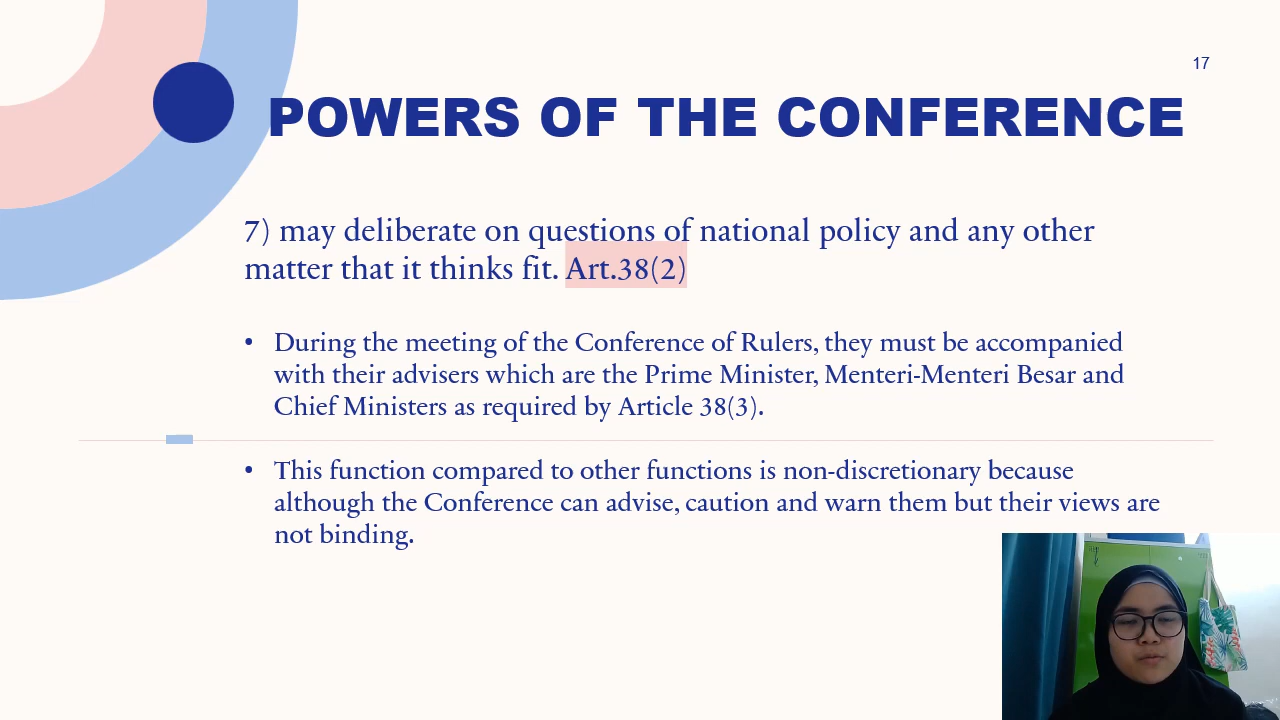 17
POWERS OF THE CONFERENCE
7) may deliberate on questions of national policy and any other
matter that it thinks fit. Art.38(2)
• During the meeting of the Conference of Rulers, they must be accompanied
with their advisers which are the Prime Minister, Menteri-Menteri Besar and
Chief Ministers as required by Article 38(3).
• This function compared to other functions is non-discretionary because
although the Conference can advise, caution and warn them but their views are
not binding.